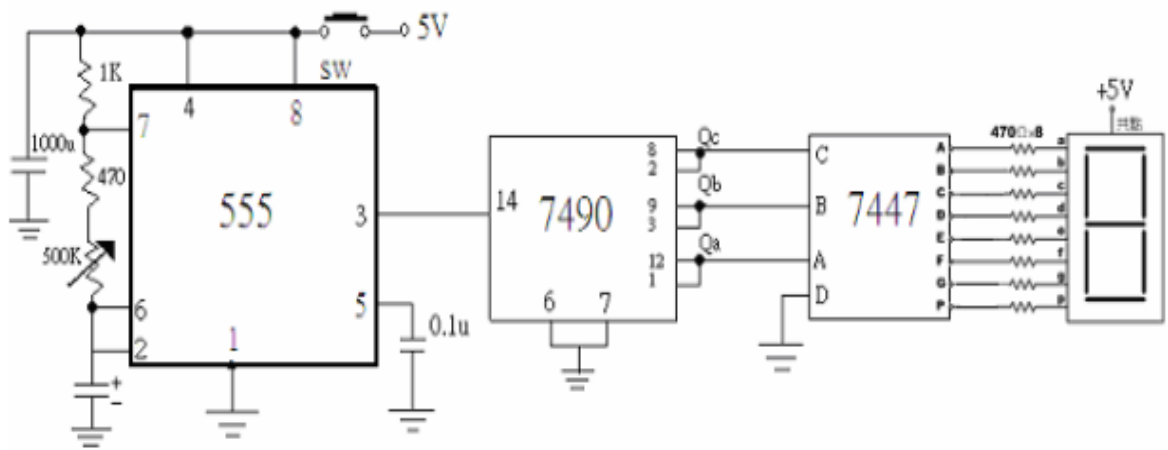 5V
SW
1K
4
8
7
1000u
470
555
3
500K
6
5
2
1
0.1u
14
7490
8
2
9
3
12
1
6
7
Qc
Qb
Qa
C
B
A
D
7447
A
B
C
D
E
F
G
P
470Ω×8
a
b
c
d
e
f
g
p
+5V
+
−